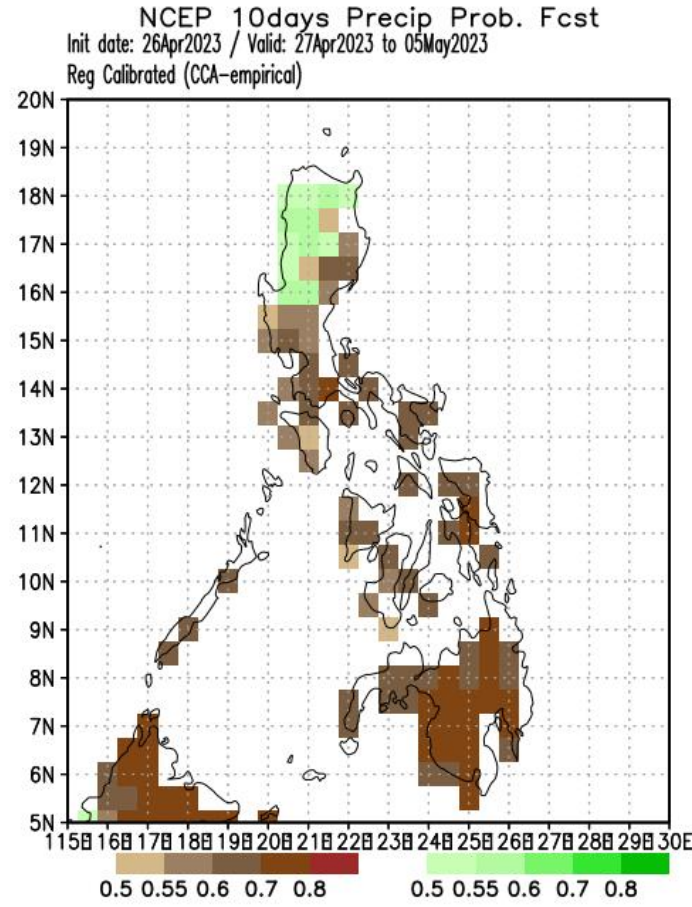 NCEP 10days Precip Prob. Fcst
Init date: 26Apr2023 / Valid: 27Apr2023 to 05May2023
Reg Calibrated (CCA-empirical)
20N
19N
18N
17N
16N
15N
14N
13N
12N
11N
10N
9N
8N
7N
6N
5N
115E 116E 117E 118E 119E 120E 121E 122E 123E 124E 125E 126E 127E 128E 129E 130E
0.5 0.55 0.6 0.7 0.8 0.5 0.55 0.6 0.7 0.8